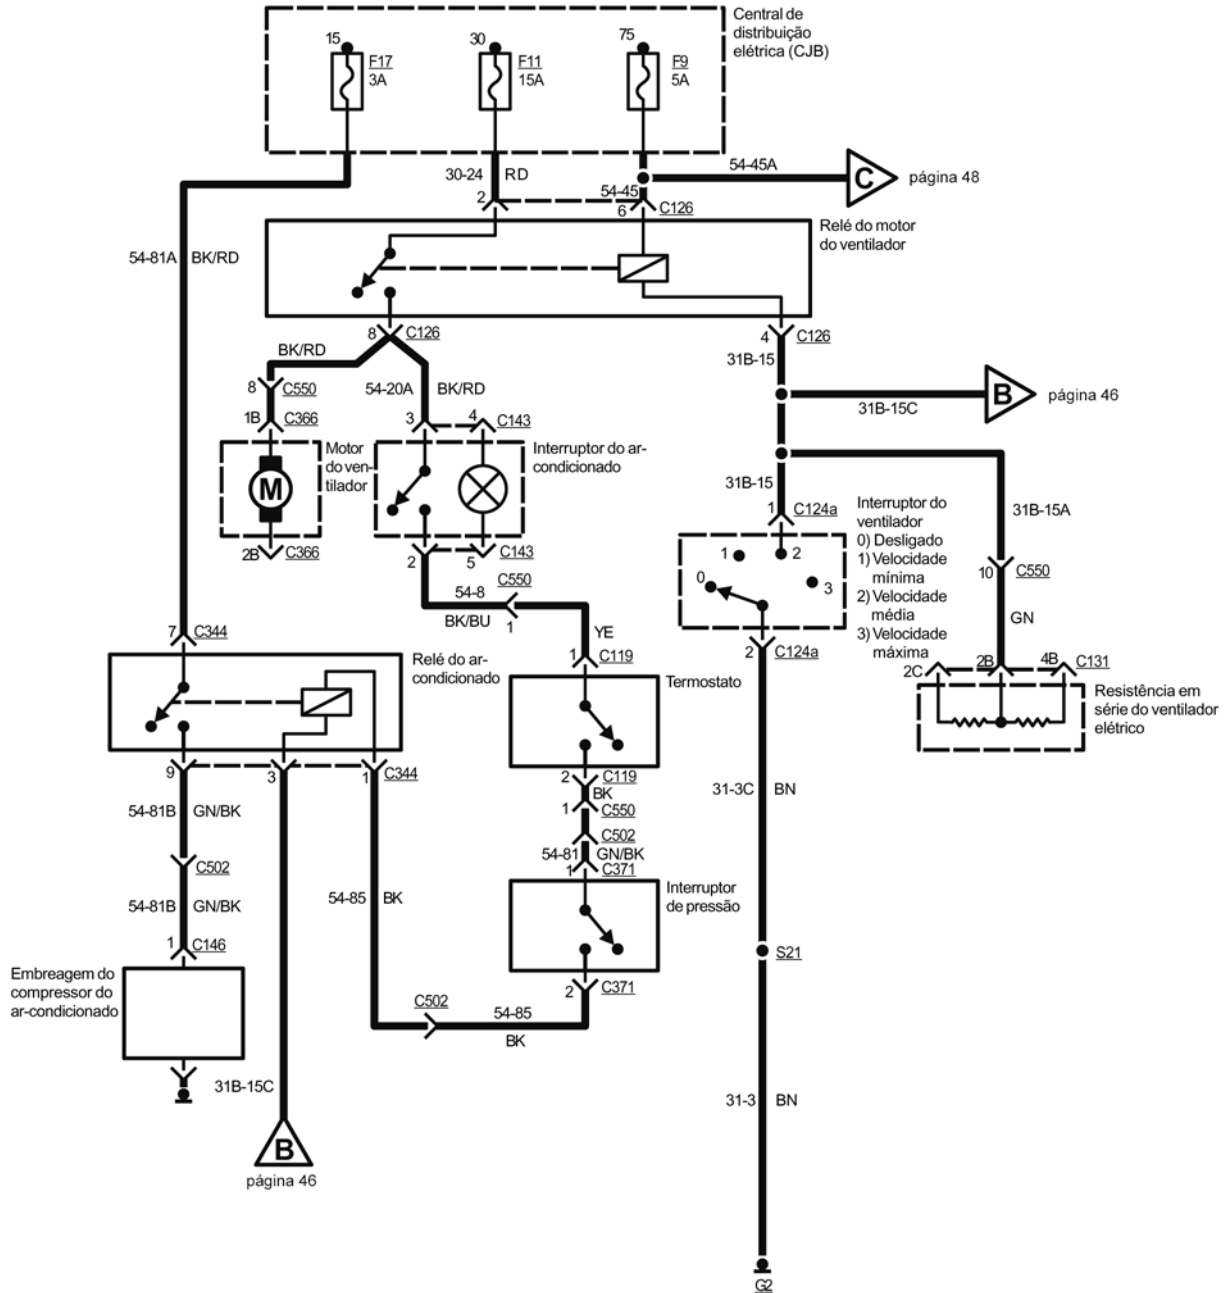 Central de
distribuição
elétrica (CJB)
15
F17
3A
30
F11
15A
75
F9
5A
54-45A
C
página 48
30-24
RD
54-45
2
6
C126
Relé do motor
do ventilador
54-81A
BK/RD
8
C126
4
C126
BK/RD
31B-15
8
C550
54-20A
BK/RD
31B-15C
B
página 46
1B
C366
3
4
C143
Motor
do ven-
tilador
M
Interruptor do ar-
condicionado
31B-15
1
C124a
Interruptor do
ventilador
0) Desligado
1) Velocidade
mínima
2) Velocidade
média
3) Velocidade
máxima
31B-15A
2B
C366
2
5
C143
0
1
2
3
10
C550
54-8
BK/BU
C550
1
GN
7
C344
YE
1
C119
2
C124a
2C
2B
4B
C131
Relé do ar-
condicionado
Termostato
Resistência em
série do ventilador
elétrico
9
3
1
C344
2
C119
BK
1
C550
31-3C
BN
54-81B
GN/BK
C502
54-81
GN/BK
1
C371
C502
54-81B
GN/BK
54-85
BK
Interruptor
de pressão
1
C146
S21
Embreagem do
compressor do
ar-condicionado
2
C371
C502
54-85
BK
31B-15C
31-3
BN
B
página 46
G2